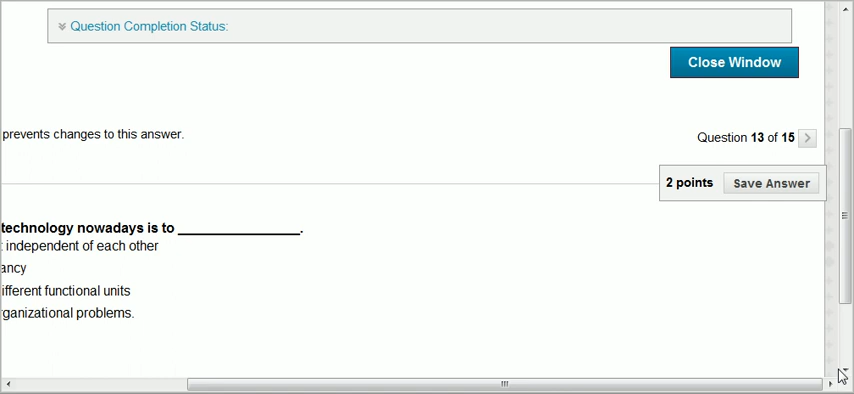 Question Completion Status:
Close Window
prevents changes to this answer.
Question 13 of 15
2 points
Save Answer
technology nowadays is to ________________.
independent of each other
ancy
ifferent functional units
rganizational problems.